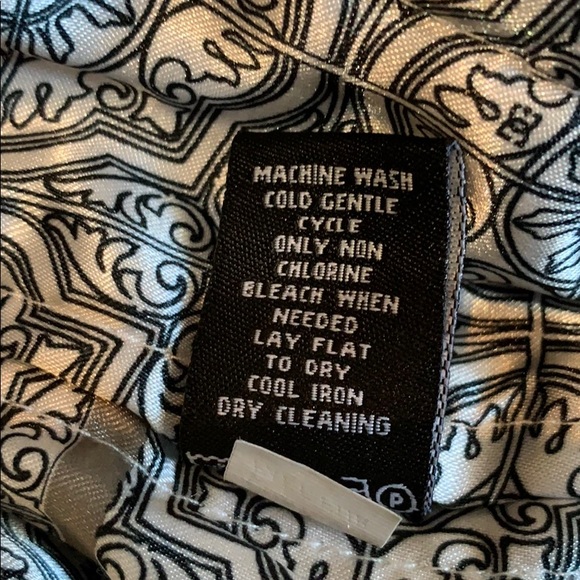 MACHINE WASH
COLD GENTLE
CYCLE
ONLY NON
CHLORINE
BLEACH WHEN
NEEDED
LAY FLAT
TO DRY
COOL IRON
DRY CLEANING
P